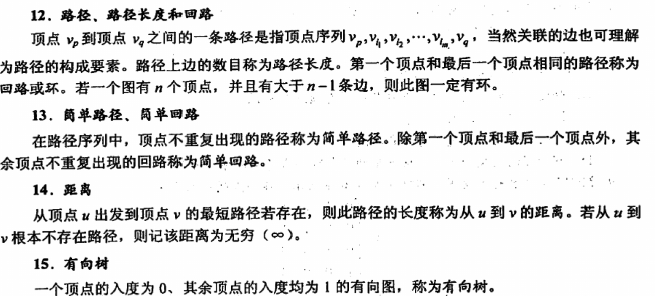 12．路径、路径长度和回路
顶点 vₚ到顶点 v_q之间的一条路径是指顶点序列 vₚ,v_{i₁},v_{i₂},⋯,v_{iₘ},v_q，当然关联的边也可理解
为路径的构成要素。路径上边的数目称为路径长度。第一个顶点和最后一个顶点相同的路径称为
回路或环。若一个图有 n 个顶点，并且有大于 n−1 条边，则此图一定有环。
13．简单路径、简单回路
在路径序列中，顶点不重复出现的路径称为简单路径。除第一个顶点和最后一个顶点外，其
余顶点不重复出现的回路称为简单回路。
14．距离
从顶点 u 出发到顶点 v 的最短路径若存在，则此路径的长度称为从 u 到 v 的距离。若从 u 到
v 根本不存在路径，则记该距离为无穷（∞）。
15．有向树
一个顶点的入度为 0、其余顶点的入度均为 1 的有向图，称为有向树。